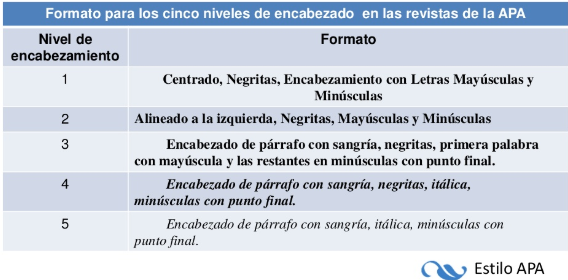 Formato para los cinco niveles de encabezado en las revistas de la APA
Nivel de
encabezamiento
Formato
1
Centrado, Negritas, Encabezamiento con Letras Mayúsculas y
Minúsculas
2
Alineado a la izquierda, Negritas, Mayúsculas y Minúsculas
3
Encabezado de párrafo con sangría, negritas, primera palabra
con mayúscula y las restantes en minúsculas con punto final.
4
Encabezado de párrafo con sangría, negritas, itálica,
minúsculas con punto final.
5
Encabezado de párrafo con sangría, itálica, minúsculas con
punto final.
Estilo APA